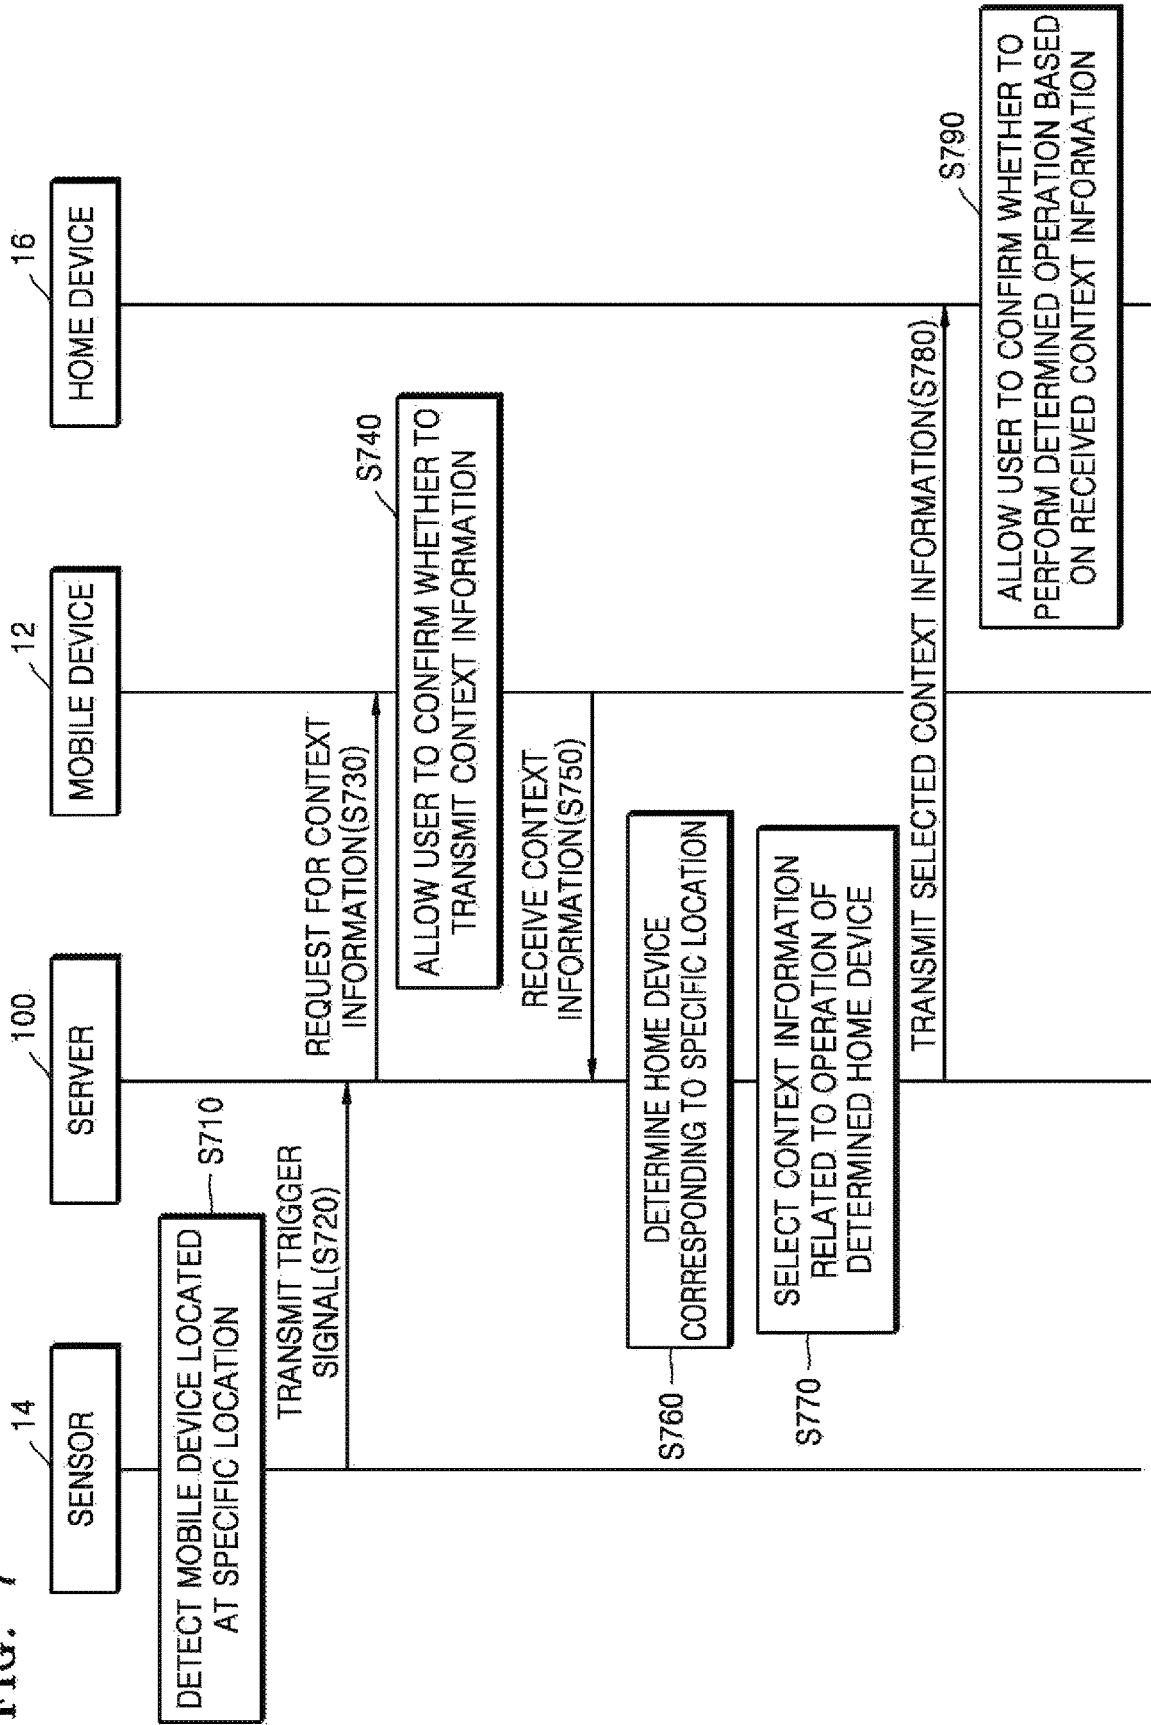 FIG. 7
14
SENSOR
100
SERVER
12
MOBILE DEVICE
16
HOME DEVICE
DETECT MOBILE DEVICE LOCATED
AT SPECIFIC LOCATION
S710
TRANSMIT TRIGGER
SIGNAL(S720)
REQUEST FOR CONTEXT
INFORMATION(S730)
S740
ALLOW USER TO CONFIRM WHETHER TO
TRANSMIT CONTEXT INFORMATION
RECEIVE CONTEXT
INFORMATION(S750)
S760
DETERMINE HOME DEVICE
CORRESPONDING TO SPECIFIC LOCATION
S770
SELECT CONTEXT INFORMATION
RELATED TO OPERATION OF
DETERMINED HOME DEVICE
TRANSMIT SELECTED CONTEXT INFORMATION(S780)
S790
ALLOW USER TO CONFIRM WHETHER TO
PERFORM DETERMINED OPERATION BASED
ON RECEIVED CONTEXT INFORMATION